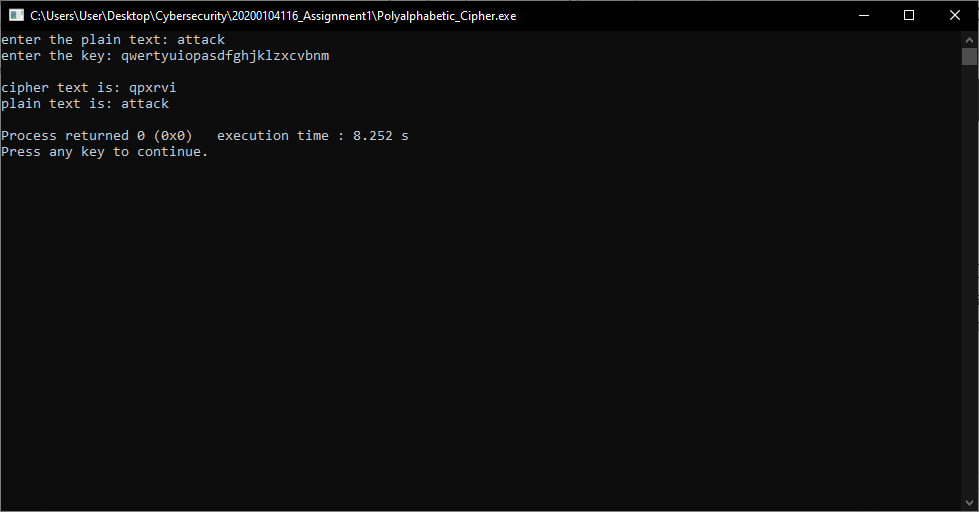 C:\Users\User\Desktop\Cybersecurity\20200104116_Assignment1\Polyalphabetic_Cipher.exe
enter the plain text: attack
enter the key: qwertyuiopasdfghjklzxcvbnm
cipher text is: qpxrvi
plain text is: attack
Process returned 0 (0x0)   execution time : 8.252 s
Press any key to continue.